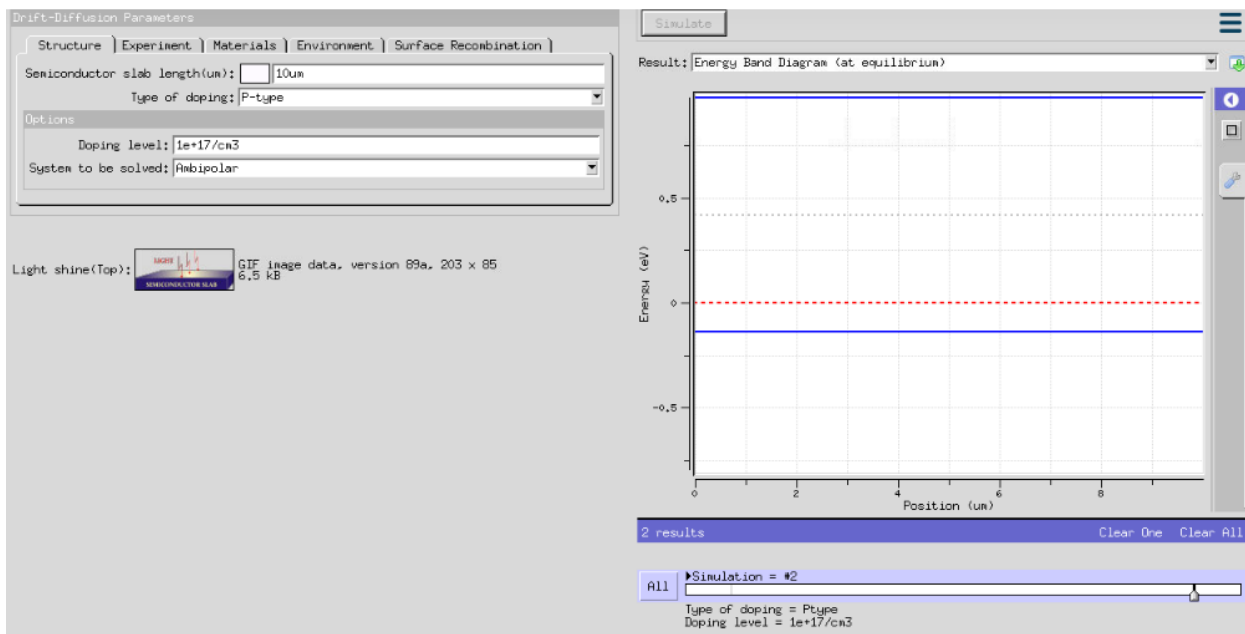 Drift-Diffusion Parameters
Structure
Experiment
Materials
Environment
Surface Recombination
Semiconductor slab length(um): 10um
Type of doping: P-type
Options
Doping level: 1e+17/cm3
System to be solved: Ambipolar
Light shine(Top):
LIGHT
SEMICONDUCTOR SLAB
GIF image data, version 89a, 203 x 85
6.5 kB
Simulate
Result: Energy Band Diagram (at equilibrium)
Energy (eV)
0.5
0
-0.5
0 2 4 6 8
Position (um)
2 results Clear One Clear All
All
Simulation = #2
Type of doping = Ptype
Doping level = 1e+17/cm3